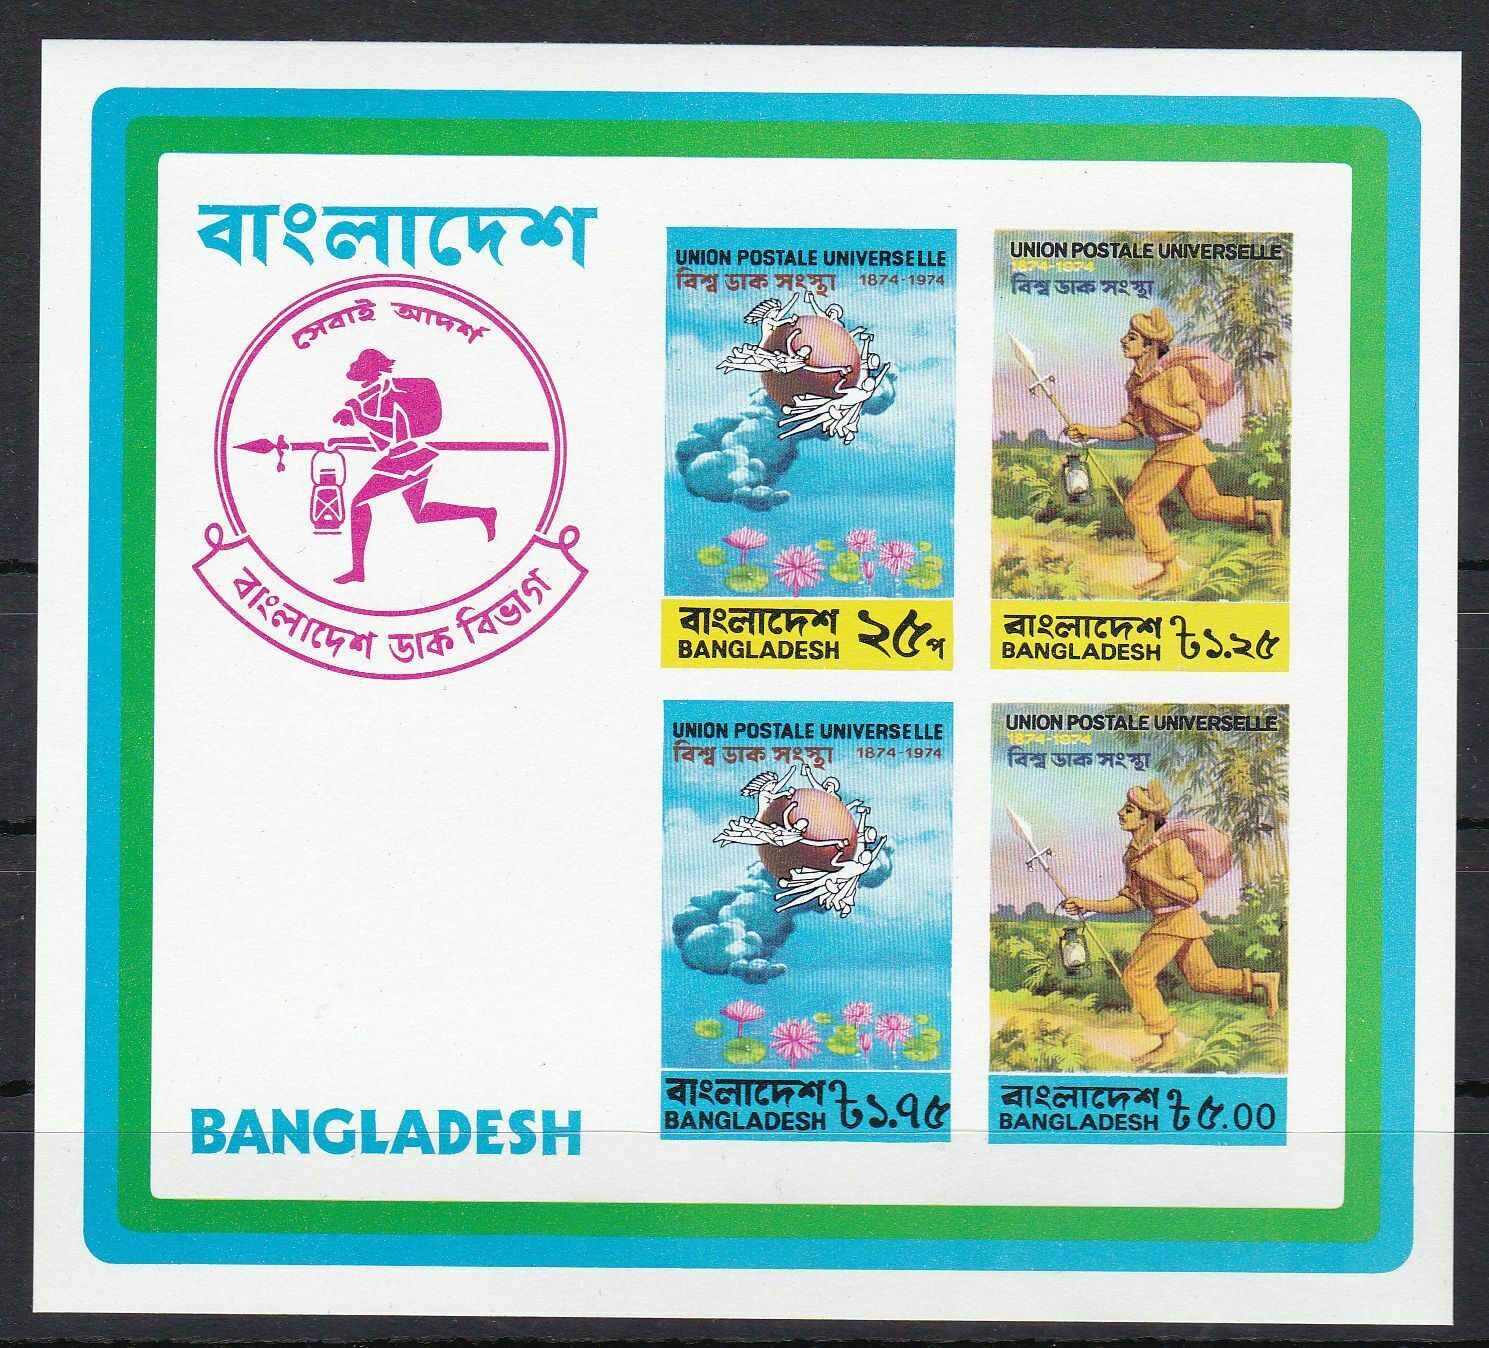 বাংলাদেশ
সেবাই আদর্শ
বাংলাদেশ ডাক বিভাগ
BANGLADESH
UNION POSTALE UNIVERSELLE
বিশ্ব ডাক সংস্থা 1874-1974
বাংলাদেশ ২৫প
BANGLADESH
UNION POSTALE UNIVERSELLE
1874-1974
বিশ্ব ডাক সংস্থা
বাংলাদেশ ৳১.২৫
BANGLADESH
UNION POSTALE UNIVERSELLE
বিশ্ব ডাক সংস্থা 1874-1974
বাংলাদেশ ৳১.৭৫
BANGLADESH
UNION POSTALE UNIVERSELLE
1874-1974
বিশ্ব ডাক সংস্থা
বাংলাদেশ ৳৫.00
BANGLADESH